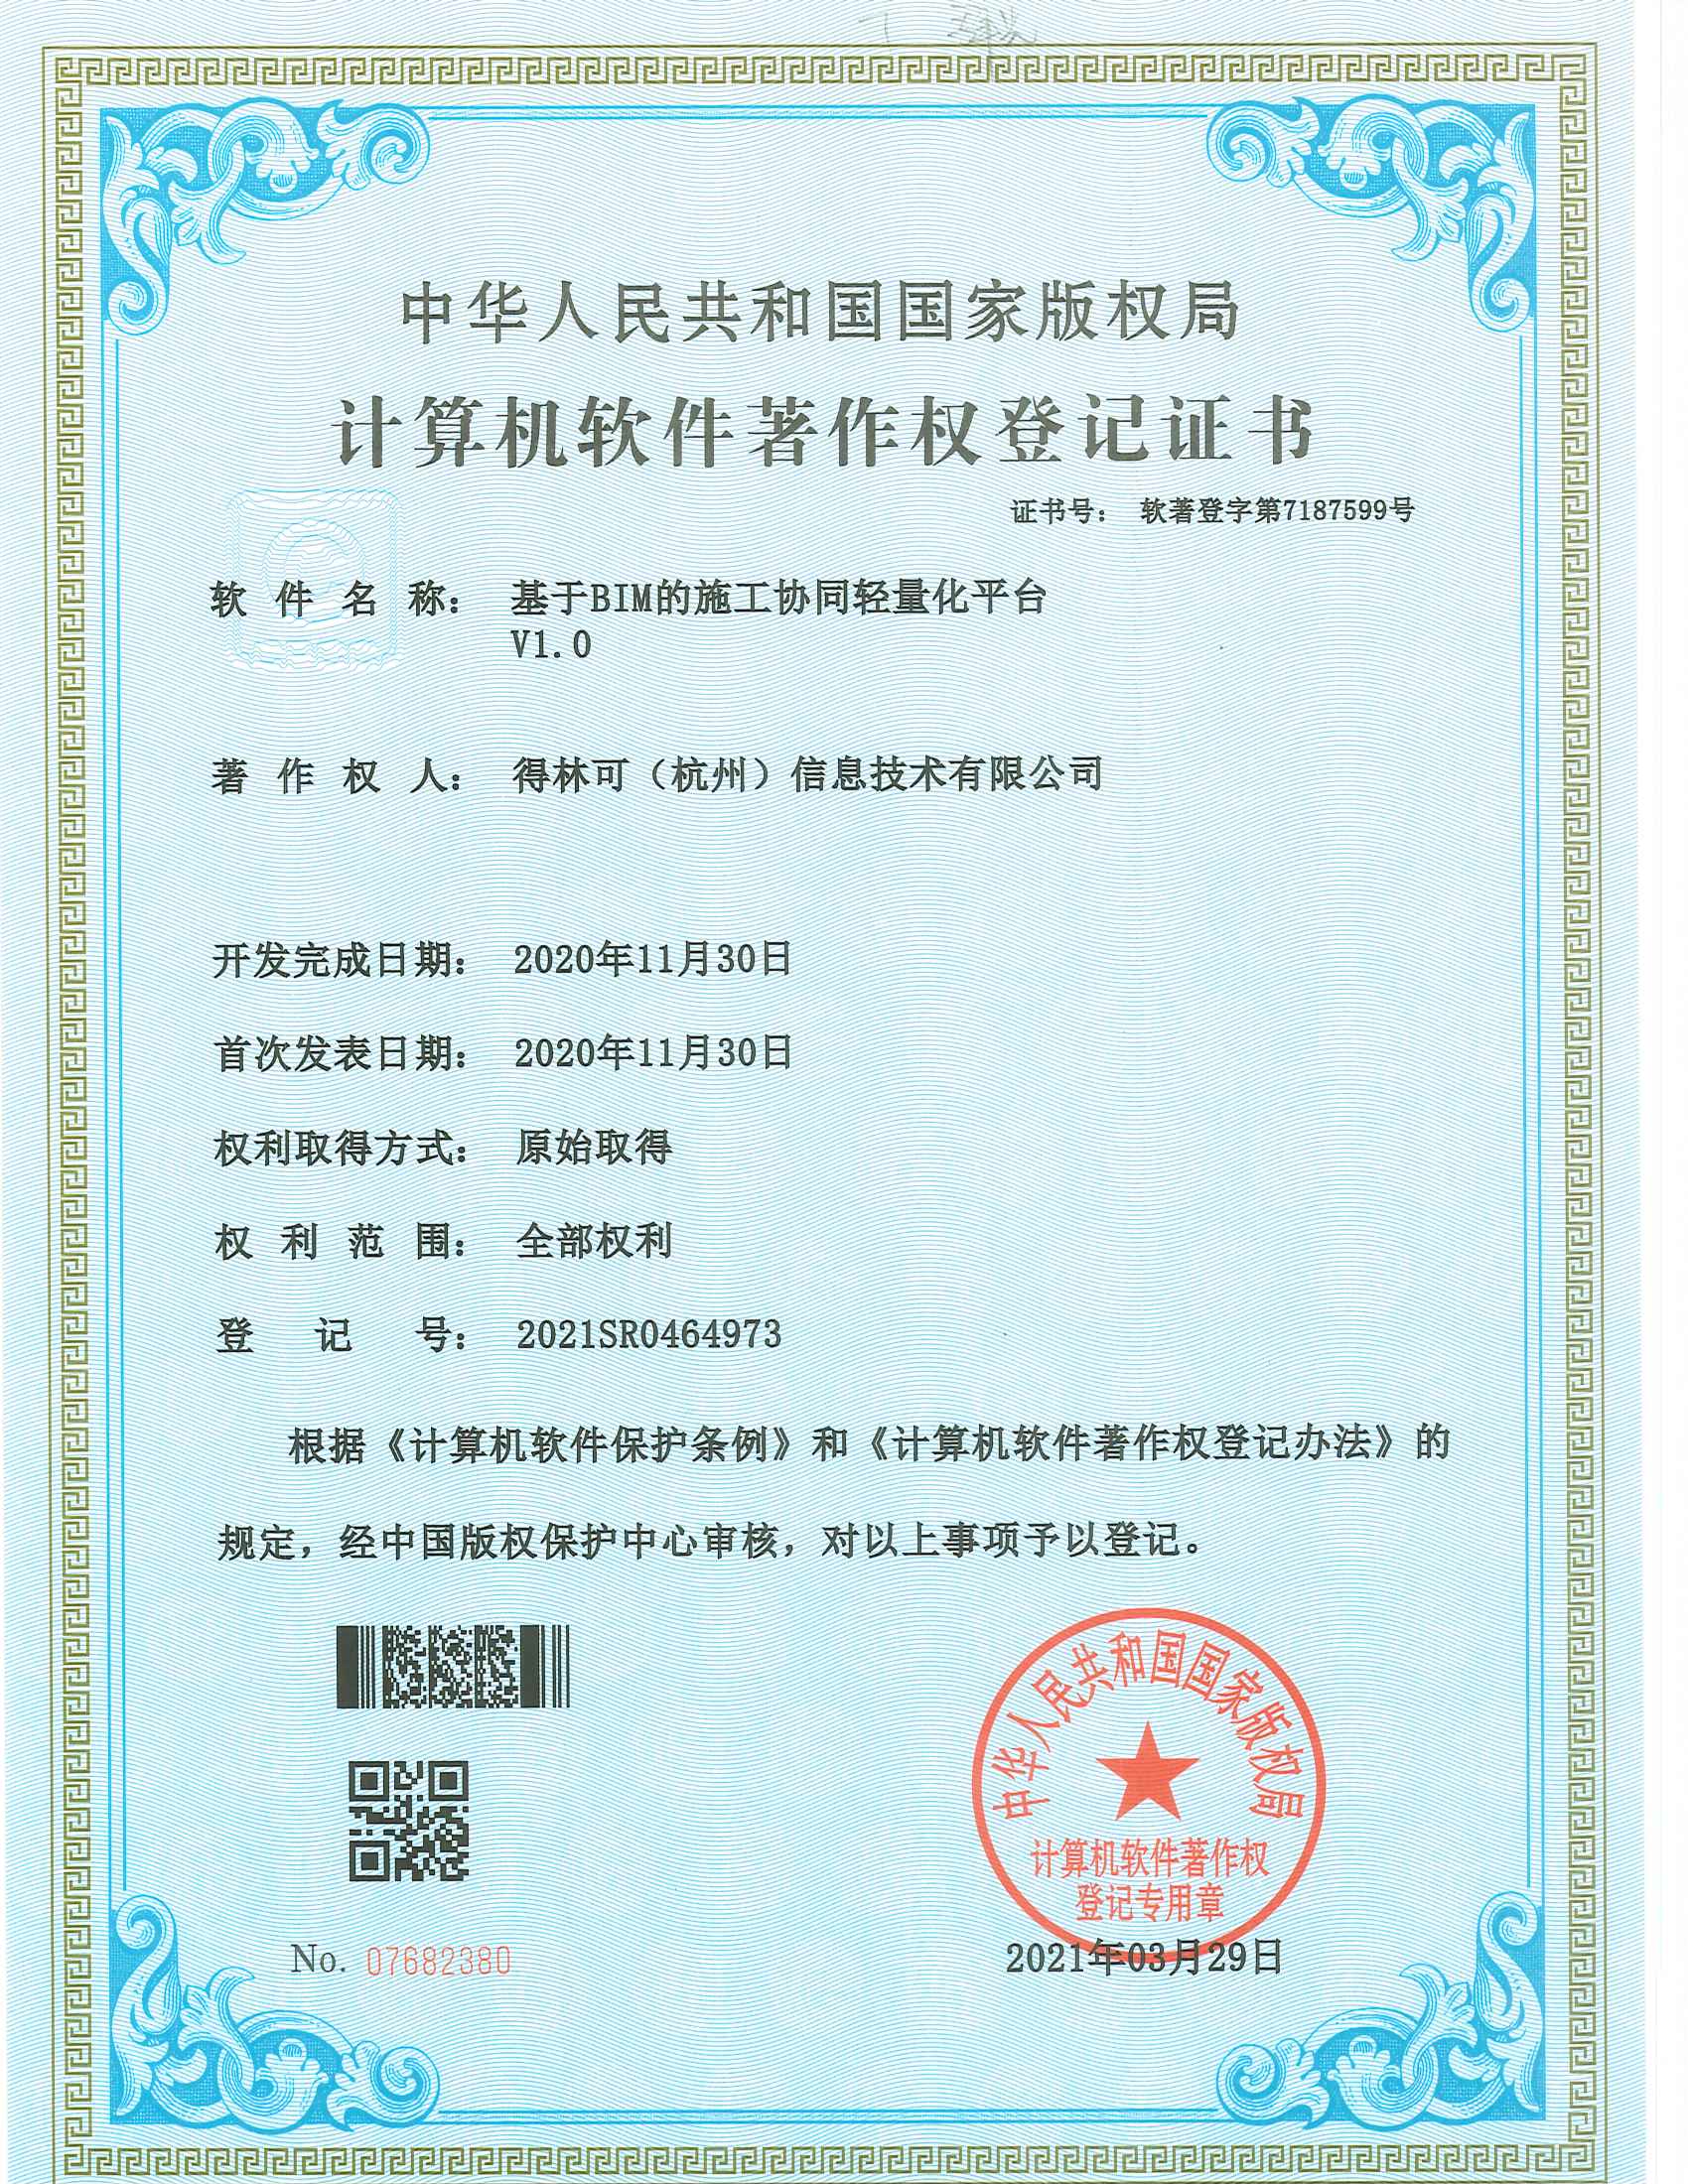 中华人民共和国国家版权局
计算机软件著作权登记证书
证书号： 软著登字第7187599号
软件名称： 基于BIM的施工协同轻量化平台
V1.0
著作权人： 得林可（杭州）信息技术有限公司
开发完成日期： 2020年11月30日
首次发表日期： 2020年11月30日
权利取得方式： 原始取得
权利范围： 全部权利
登记号： 2021SR0464973
根据《计算机软件保护条例》和《计算机软件著作权登记办法》的
规定，经中国版权保护中心审核，对以上事项予以登记。
中华人民共和国国家版权局
计算机软件著作权
登记专用章
No. 07682380
2021年03月29日